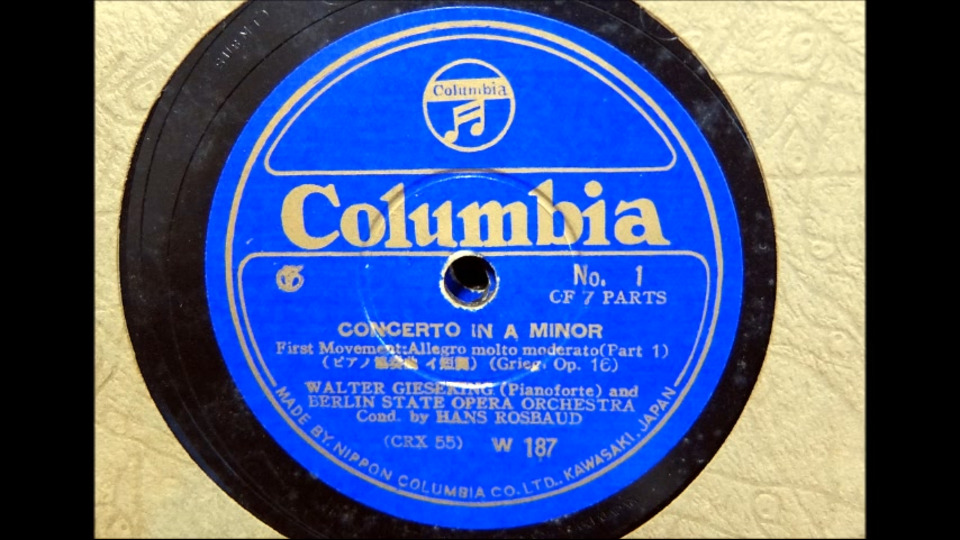 Columbia
Columbia
No. 1
OF 7 PARTS
CONCERTO IN A MINOR
First Movement:Allegro molto moderato(Part 1)
(ピアノ協奏曲 イ短調) (Grieg: Op. 16)
WALTER GIESEKING (Pianoforte) and
BERLIN STATE OPERA ORCHESTRA
Cond. by HANS ROSBAUD
(CRX 55) W 187
MADE BY NIPPON COLUMBIA CO. LTD., KAWASAKI, JAPAN